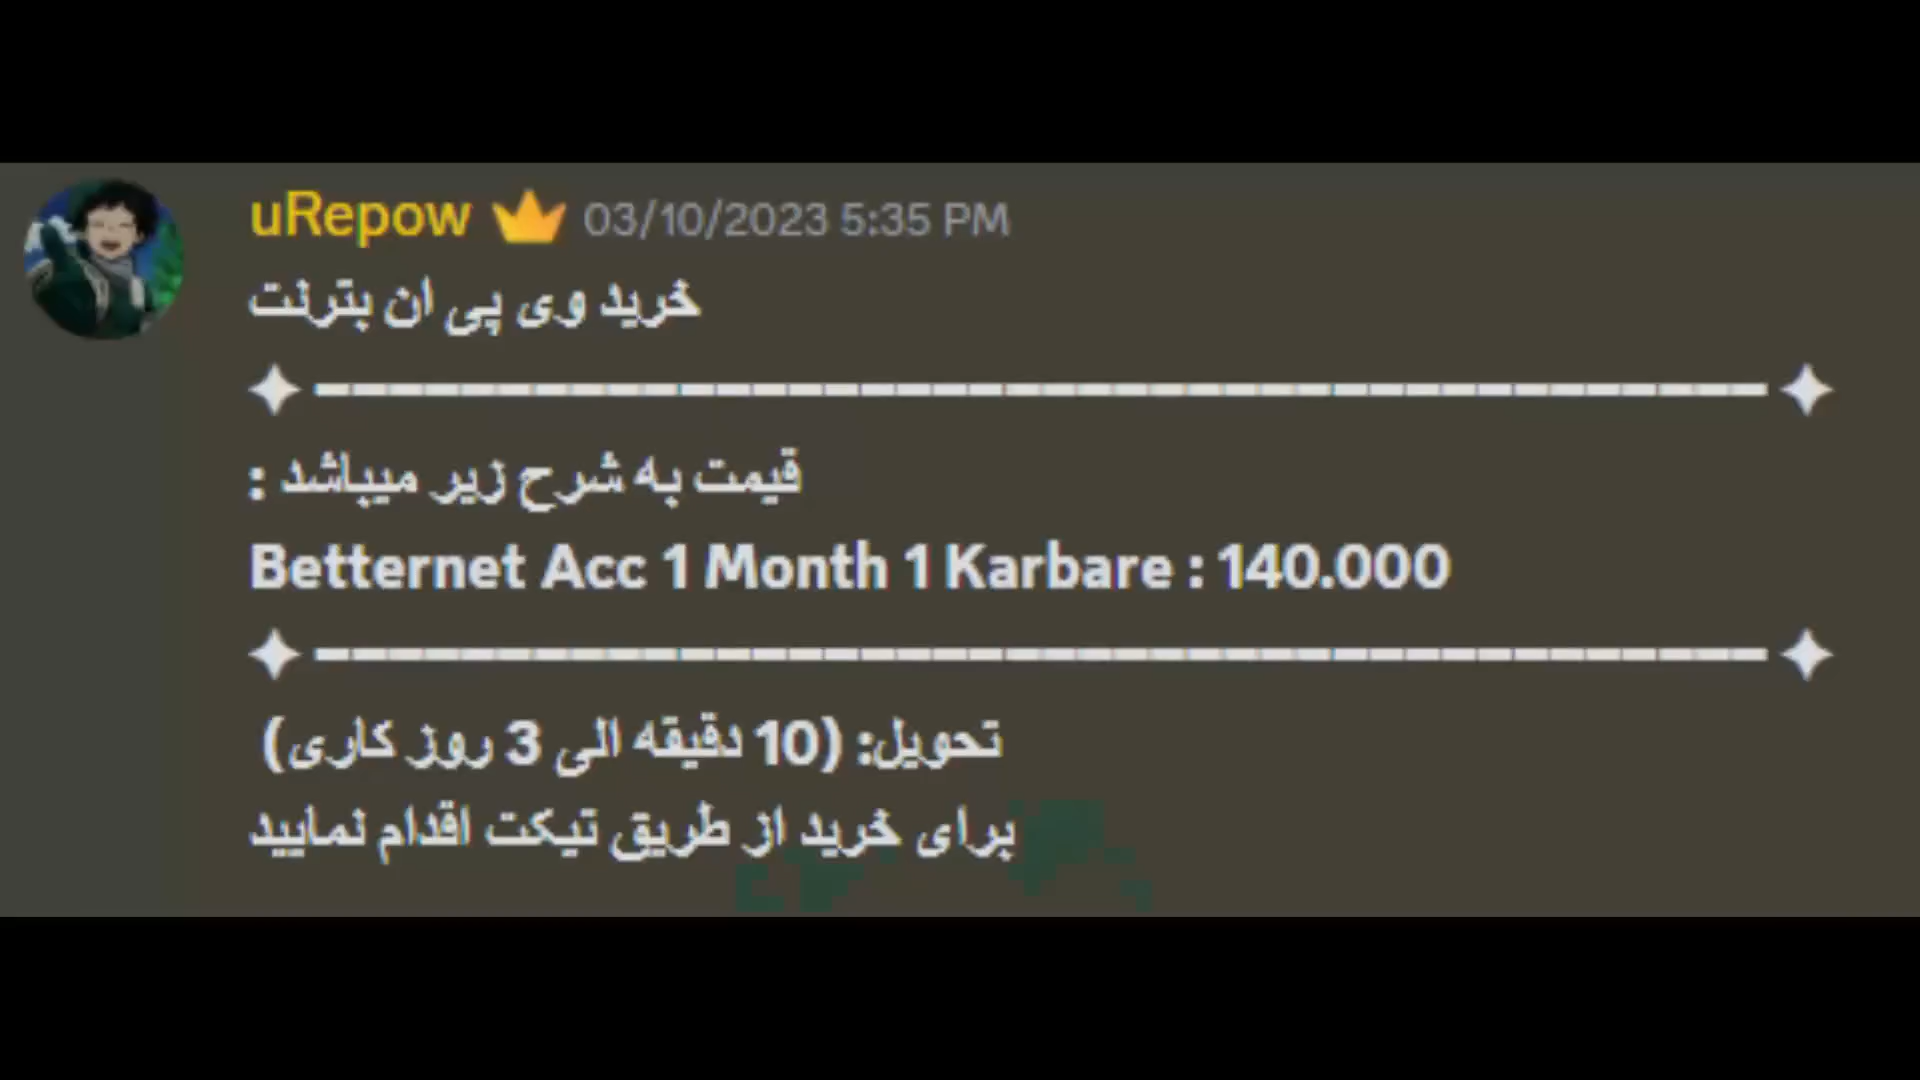 uRepow 03/10/2023 5:35 PM
خرید وی پی ان بترنت
✦ ━━━━━━━━━━━━━━━━━━━━ ✦
قیمت به شرح زیر میباشد :
Betternet Acc 1 Month 1 Karbare : 140.000
✦ ━━━━━━━━━━━━━━━━━━━━ ✦
تحویل: (10 دقیقه الی 3 روز کاری)
برای خرید از طریق تیکت اقدام نمایید